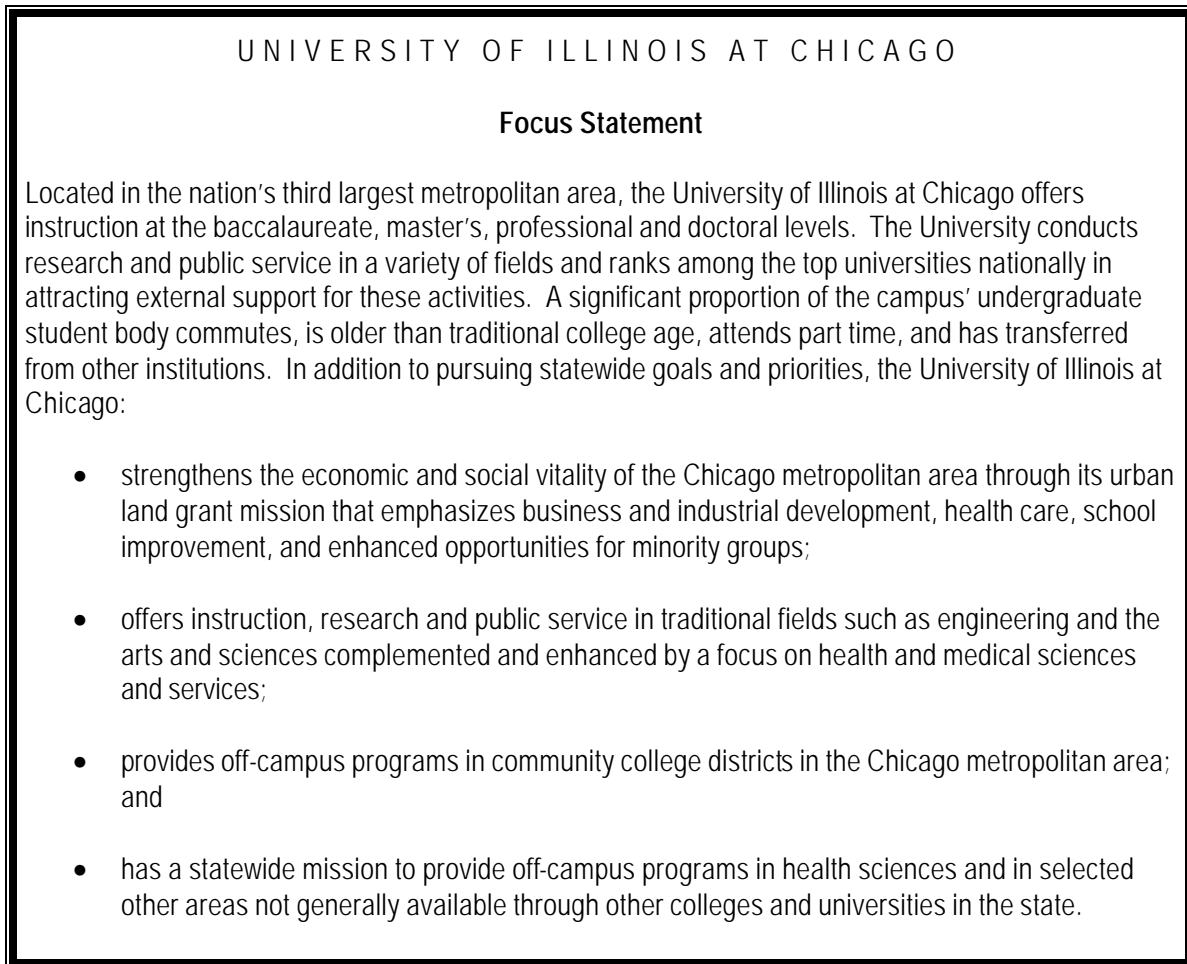 UNIVERSITY OF ILLINOIS AT CHICAGO
Focus Statement
Located in the nation's third largest metropolitan area, the University of Illinois at Chicago offers
instruction at the baccalaureate, master's, professional and doctoral levels. The University conducts
research and public service in a variety of fields and ranks among the top universities nationally in
attracting external support for these activities. A significant proportion of the campus' undergraduate
student body commutes, is older than traditional college age, attends part time, and has transferred
from other institutions. In addition to pursuing statewide goals and priorities, the University of Illinois at
Chicago:
• strengthens the economic and social vitality of the Chicago metropolitan area through its urban
land grant mission that emphasizes business and industrial development, health care, school
improvement, and enhanced opportunities for minority groups;
• offers instruction, research and public service in traditional fields such as engineering and the
arts and sciences complemented and enhanced by a focus on health and medical sciences
and services;
• provides off-campus programs in community college districts in the Chicago metropolitan area;
and
• has a statewide mission to provide off-campus programs in health sciences and in selected
other areas not generally available through other colleges and universities in the state.